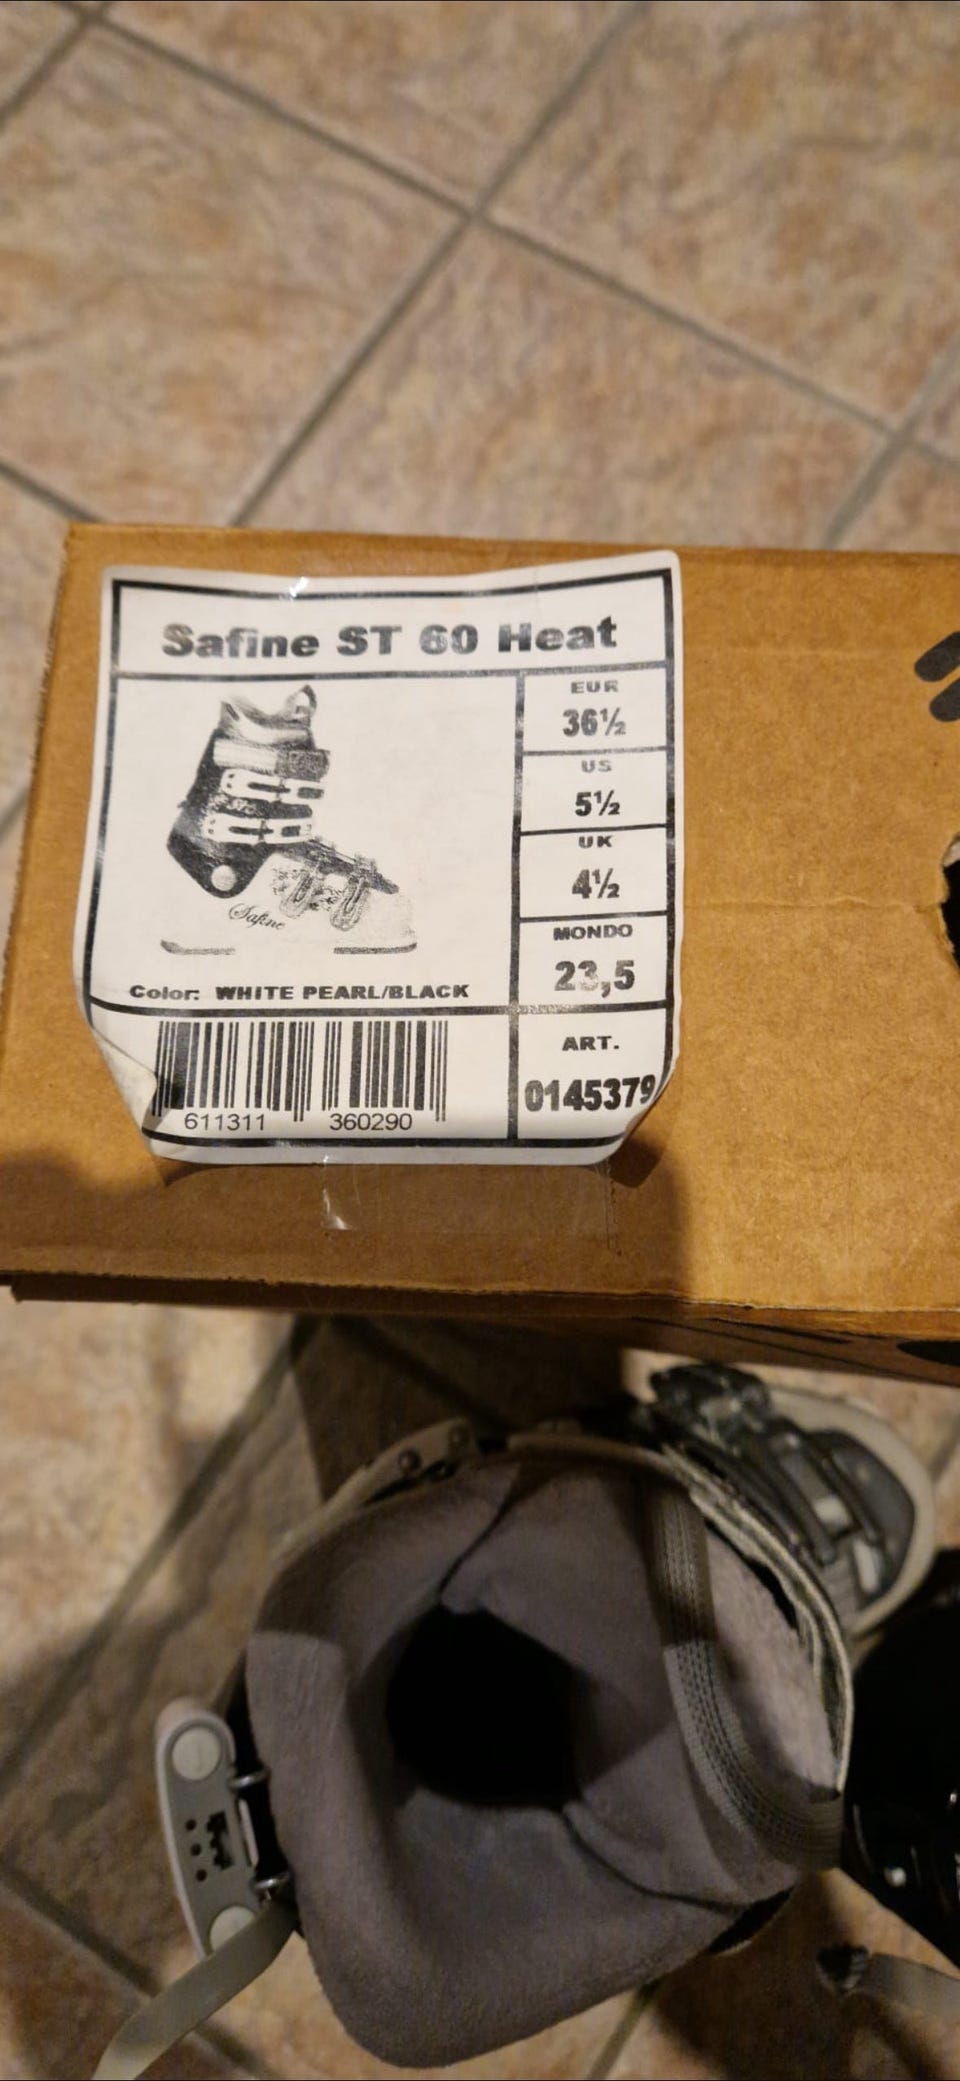 Safine ST 60 Heat
EUR
36½
US
5½
UK
4½
MONDO
23,5
Safine
Color: WHITE PEARL/BLACK
ART.
0145379
611311 360290